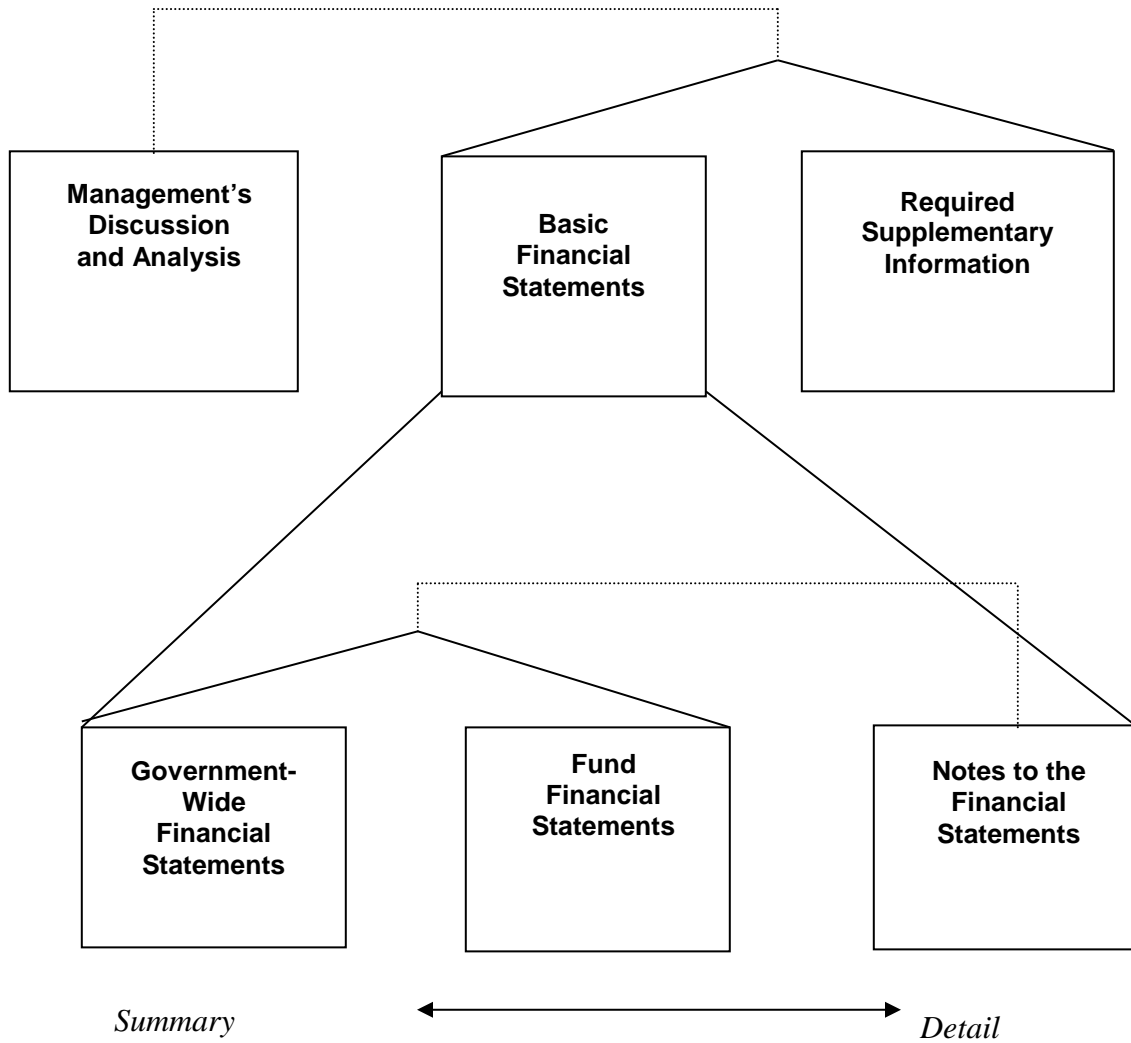 Management’s
Discussion
and Analysis
Basic
Financial
Statements
Required
Supplementary
Information
Government-
Wide
Financial
Statements
Fund
Financial
Statements
Notes to the
Financial
Statements
Summary
Detail